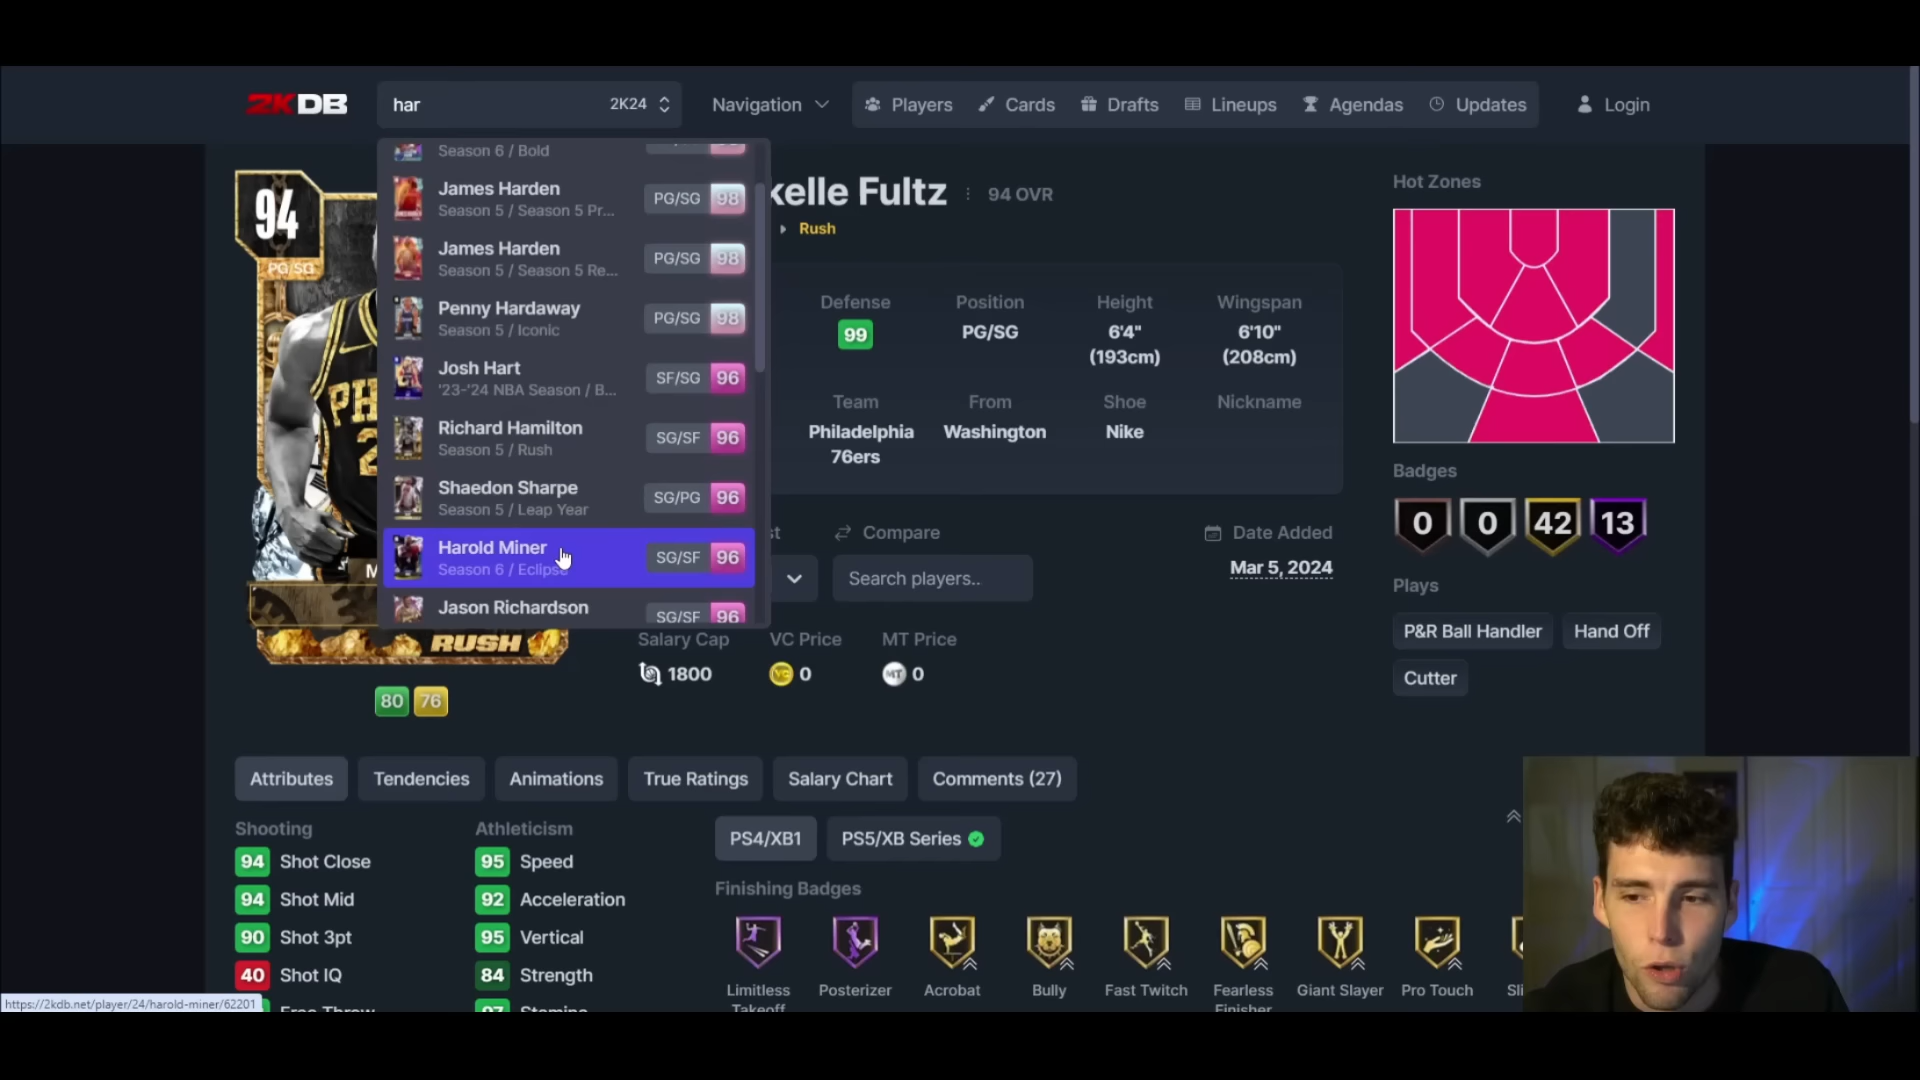 2KDB
har
2K24
Navigation
Players
Cards
Drafts
Lineups
Agendas
Updates
Login
Season 6 / Bold
James Harden
Season 5 / Season 5 Pr...
PG/SG 98
James Harden
Season 5 / Season 5 Re...
PG/SG 98
Penny Hardaway
Season 5 / Iconic
PG/SG 98
Josh Hart
'23-'24 NBA Season / B...
SF/SG 96
Richard Hamilton
Season 5 / Rush
SG/SF 96
Shaedon Sharpe
Season 5 / Leap Year
SG/PG 96
Harold Miner
Season 6 / Eclipse
SG/SF 96
Jason Richardson
SG/SF 96
94
PG/SG
PH
2
M
RUSH
80 76
kelle Fultz
94 OVR
Rush
Defense
99
Position
PG/SG
Height
6'4"
(193cm)
Wingspan
6'10"
(208cm)
Team
Philadelphia
76ers
From
Washington
Shoe
Nike
Nickname
st
Compare
Search players..
Date Added
Mar 5, 2024
Salary Cap
1800
VC Price
VC 0
MT Price
MT 0
Hot Zones
Badges
0 0 42 13
Plays
P&R Ball Handler
Hand Off
Cutter
Attributes
Tendencies
Animations
True Ratings
Salary Chart
Comments (27)
Shooting
94 Shot Close
94 Shot Mid
90 Shot 3pt
40 Shot IQ
Free Throw
Athleticism
95 Speed
92 Acceleration
95 Vertical
84 Strength
97 Stamina
PS4/XB1
PS5/XB Series
Finishing Badges
Limitless
Takeoff
Posterizer
Acrobat
Bully
Fast Twitch
Fearless
Finisher
Giant Slayer
Pro Touch
Sli
https://2kdb.net/player/24/harold-miner/62201